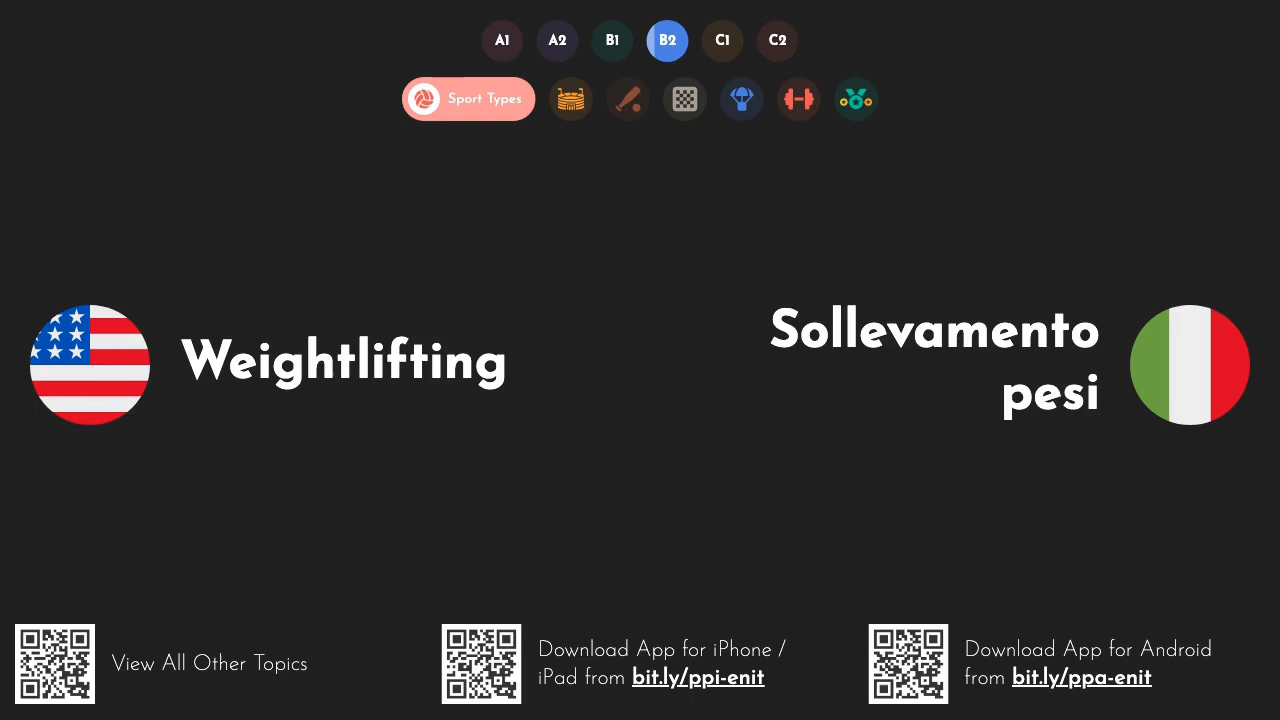 A1 A2 B1 B2 C1 C2
Sport Types
Weightlifting
Sollevamento
pesi
View All Other Topics
Download App for iPhone /
iPad from bit.ly/ppi-enit
Download App for Android
from bit.ly/ppa-enit